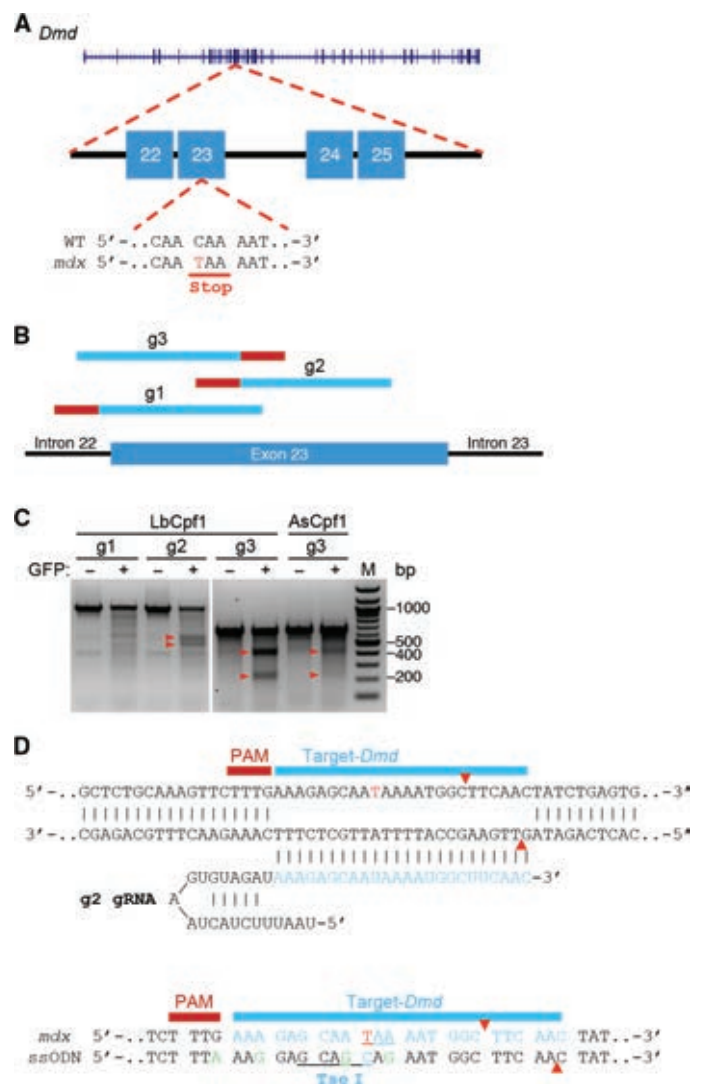 A
Dmd
22 23 24 25
WT 5′-..CAA CAA AAT..-3′
mdx 5′-..CAA TAA AAT..-3′
Stop
B
g3
g2
g1
Intron 22 Exon 23 Intron 23
C
LbCpf1 AsCpf1
g1 g2 g3 g3
GFP: – + – + – + – + M bp
1000
500
400
200
D
PAM Target-Dmd
5′-..GCTCTGCAAAGTTCTTTGAAAGAGCAATAAAATGGCTTCAACTATCTGAGTG..-3′
3′-..CGAGACGTTTCAAGAAACTTTCTCGTTATTTTACCGAAGTTGATAGACTCAC..-5′
GUGUAGAUAAAGAGCAAUAAAAUGGCUUCAAC-3′
g2 gRNA A
AUCAUCUUUAAU-5′
PAM Target-Dmd
mdx 5′-..TCT TTG AAA GAG CAA TAA AAT GGC TTC AAC TAT..-3′
ssODN 5′-..TCT TTA AAG GAG CAG CAG AAT GGC TTC AAC TAT..-3′
Tse I